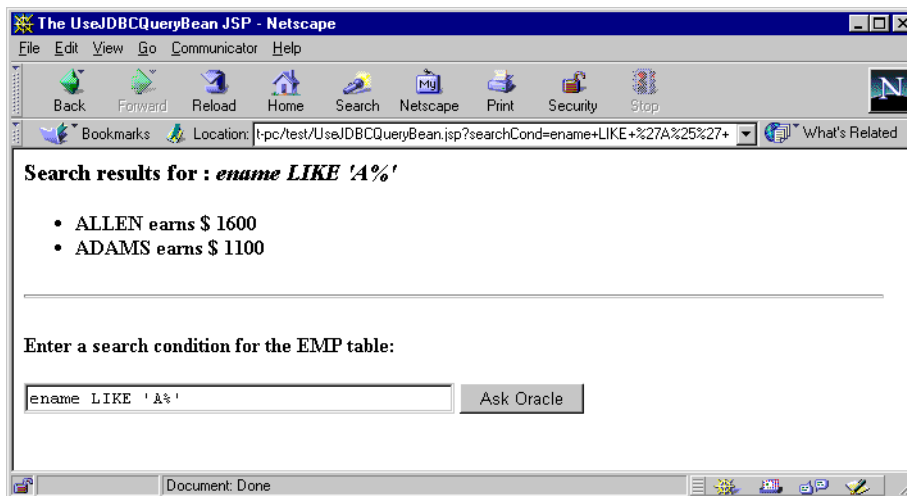 The UseJDBCQueryBean JSP - Netscape
File Edit View Go Communicator Help
My
N
Back Forward Reload Home Search Netscape Print Security Stop
Bookmarks Location: t-pc/test/UseJDBCQueryBean.jsp?searchCond=ename+LIKE+%27A%25%27+ What's Related
Search results for : ename LIKE 'A%'
• ALLEN earns $ 1600
• ADAMS earns $ 1100
Enter a search condition for the EMP table:
ename LIKE 'A%' Ask Oracle
Document: Done